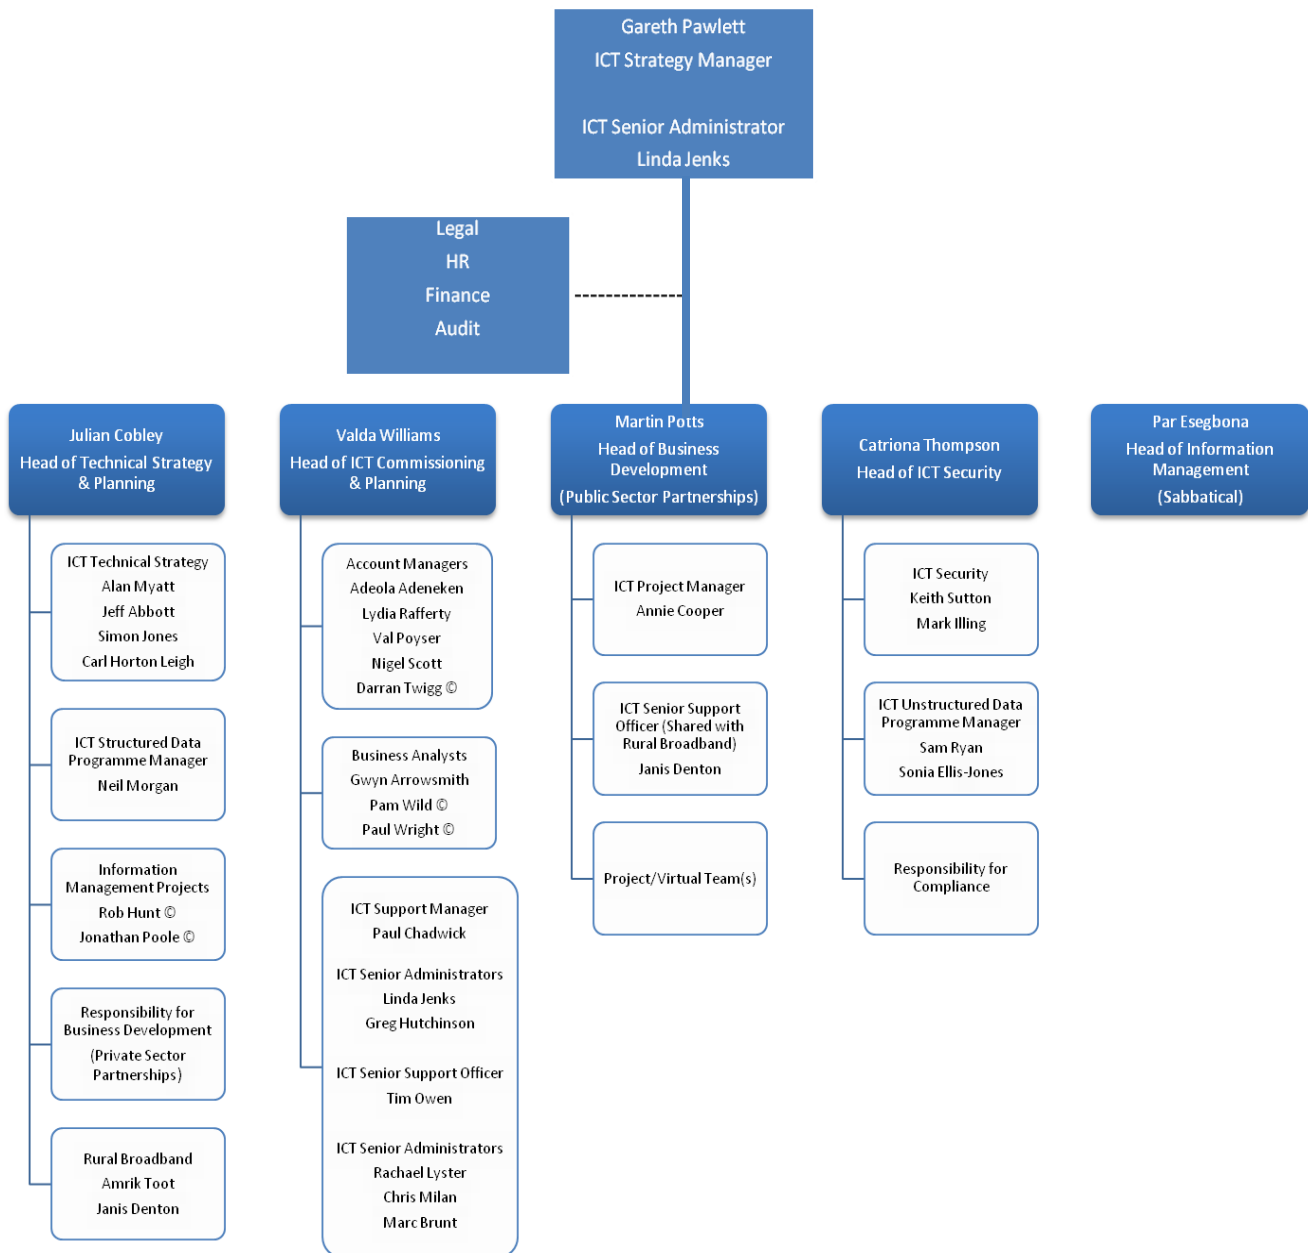 Gareth Pawlett
ICT Strategy Manager
ICT Senior Administrator
Linda Jenks
Legal
HR
Finance
Audit
Julian Cobley
Head of Technical Strategy
& Planning
ICT Technical Strategy
Alan Myatt
Jeff Abbott
Simon Jones
Carl Horton Leigh
ICT Structured Data
Programme Manager
Neil Morgan
Information
Management Projects
Rob Hunt ©
Jonathan Poole ©
Responsibility for
Business Development
(Private Sector
Partnerships)
Rural Broadband
Amrik Toot
Janis Denton
Valda Williams
Head of ICT Commissioning
& Planning
Account Managers
Adeola Adeneken
Lydia Rafferty
Val Poyser
Nigel Scott
Darran Twigg ©
Business Analysts
Gwyn Arrowsmith
Pam Wild ©
Paul Wright ©
ICT Support Manager
Paul Chadwick
ICT Senior Administrators
Linda Jenks
Greg Hutchinson
ICT Senior Support Officer
Tim Owen
ICT Senior Administrators
Rachael Lyster
Chris Milan
Marc Brunt
Martin Potts
Head of Business
Development
(Public Sector Partnerships)
ICT Project Manager
Annie Cooper
ICT Senior Support
Officer (Shared with
Rural Broadband)
Janis Denton
Project/Virtual Team(s)
Catriona Thompson
Head of ICT Security
ICT Security
Keith Sutton
Mark Illing
ICT Unstructured Data
Programme Manager
Sam Ryan
Sonia Ellis-Jones
Responsibility for
Compliance
Par Esegbona
Head of Information
Management
(Sabbatical)